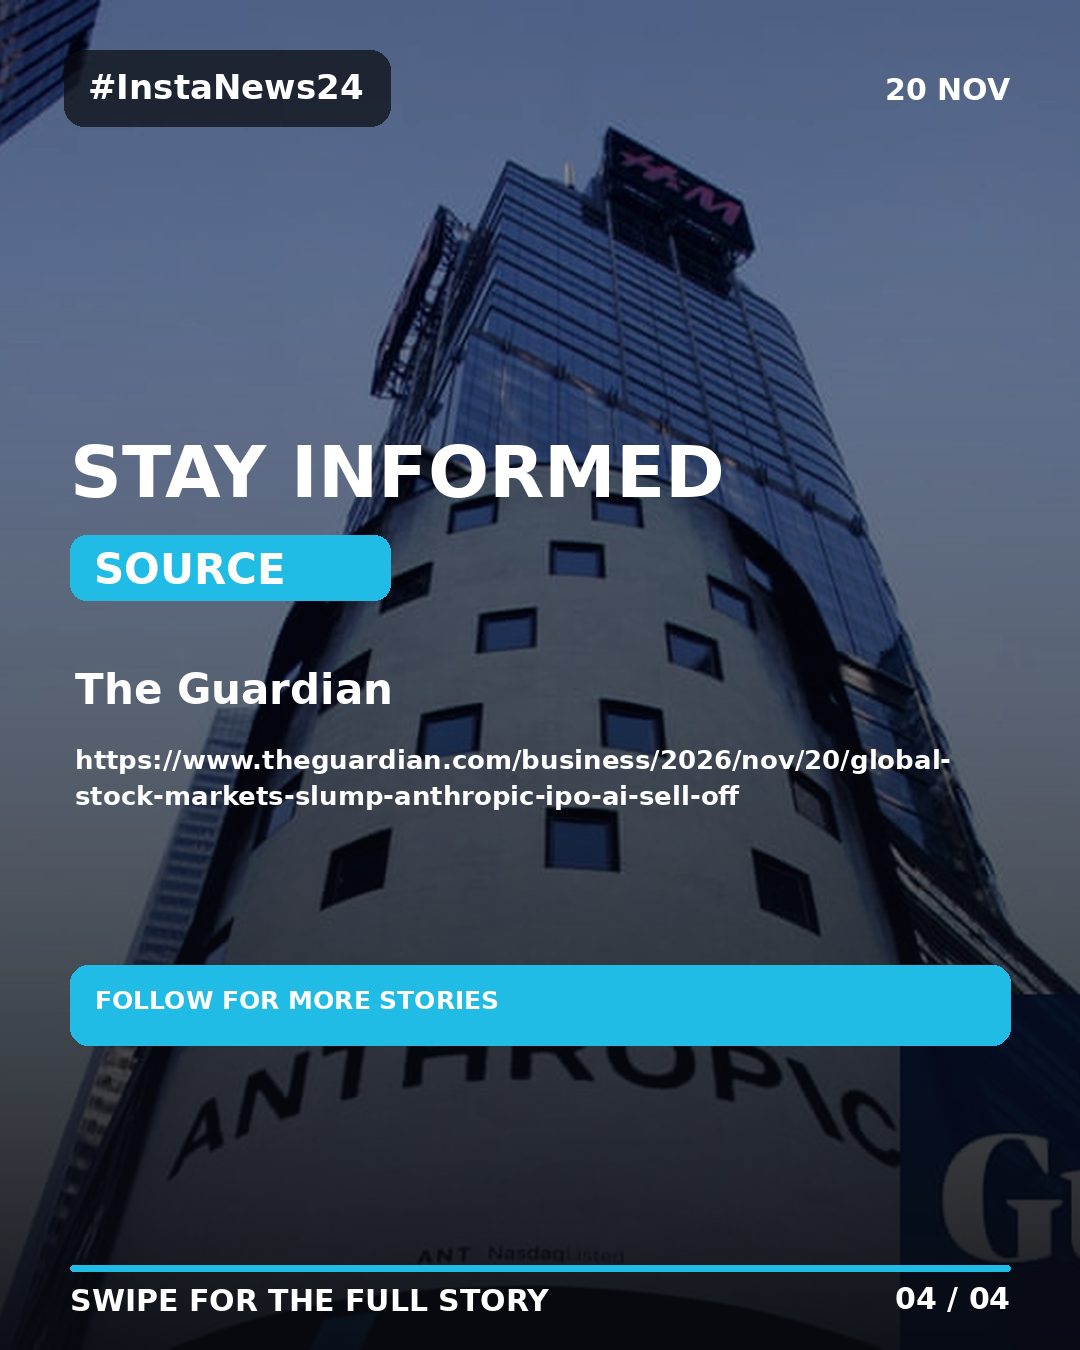 #InstaNews24
20 NOV
H&M
STAY INFORMED
SOURCE
The Guardian
https://www.theguardian.com/business/2026/nov/20/global-
stock-markets-slump-anthropic-ipo-ai-sell-off
FOLLOW FOR MORE STORIES
ANTHROPIC
Gu
ANT Nasdaq Listed
SWIPE FOR THE FULL STORY
04 / 04